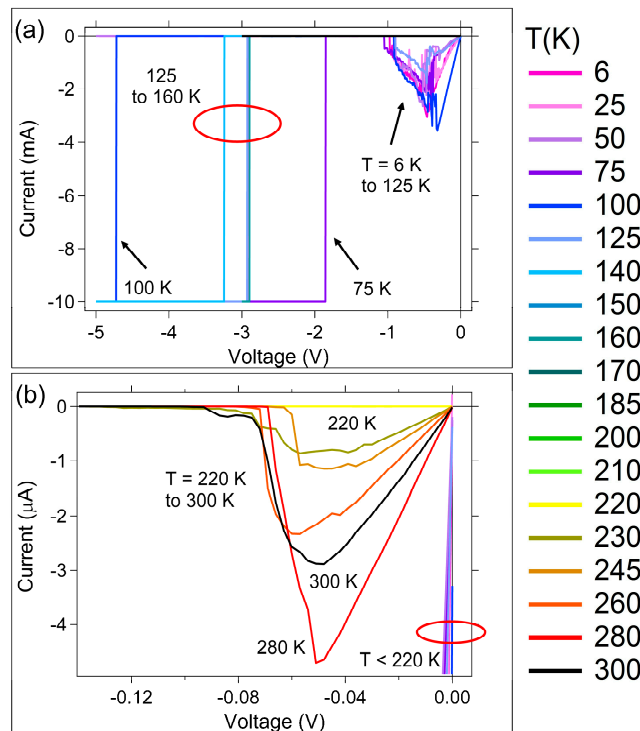 (a)
0
-2
-4
-6
-8
-10
Current (mA)
125
to 160 K
T = 6 K
to 125 K
100 K
75 K
-5
-4
-3
-2
-1
0
Voltage (V)
(b)
0
-1
-2
-3
-4
Current (μA)
220 K
T = 220 K
to 300 K
300 K
280 K
T < 220 K
-0.12
-0.08
-0.04
0.00
Voltage (V)
T(K)
6
25
50
75
100
125
140
150
160
170
185
200
210
220
230
245
260
280
300